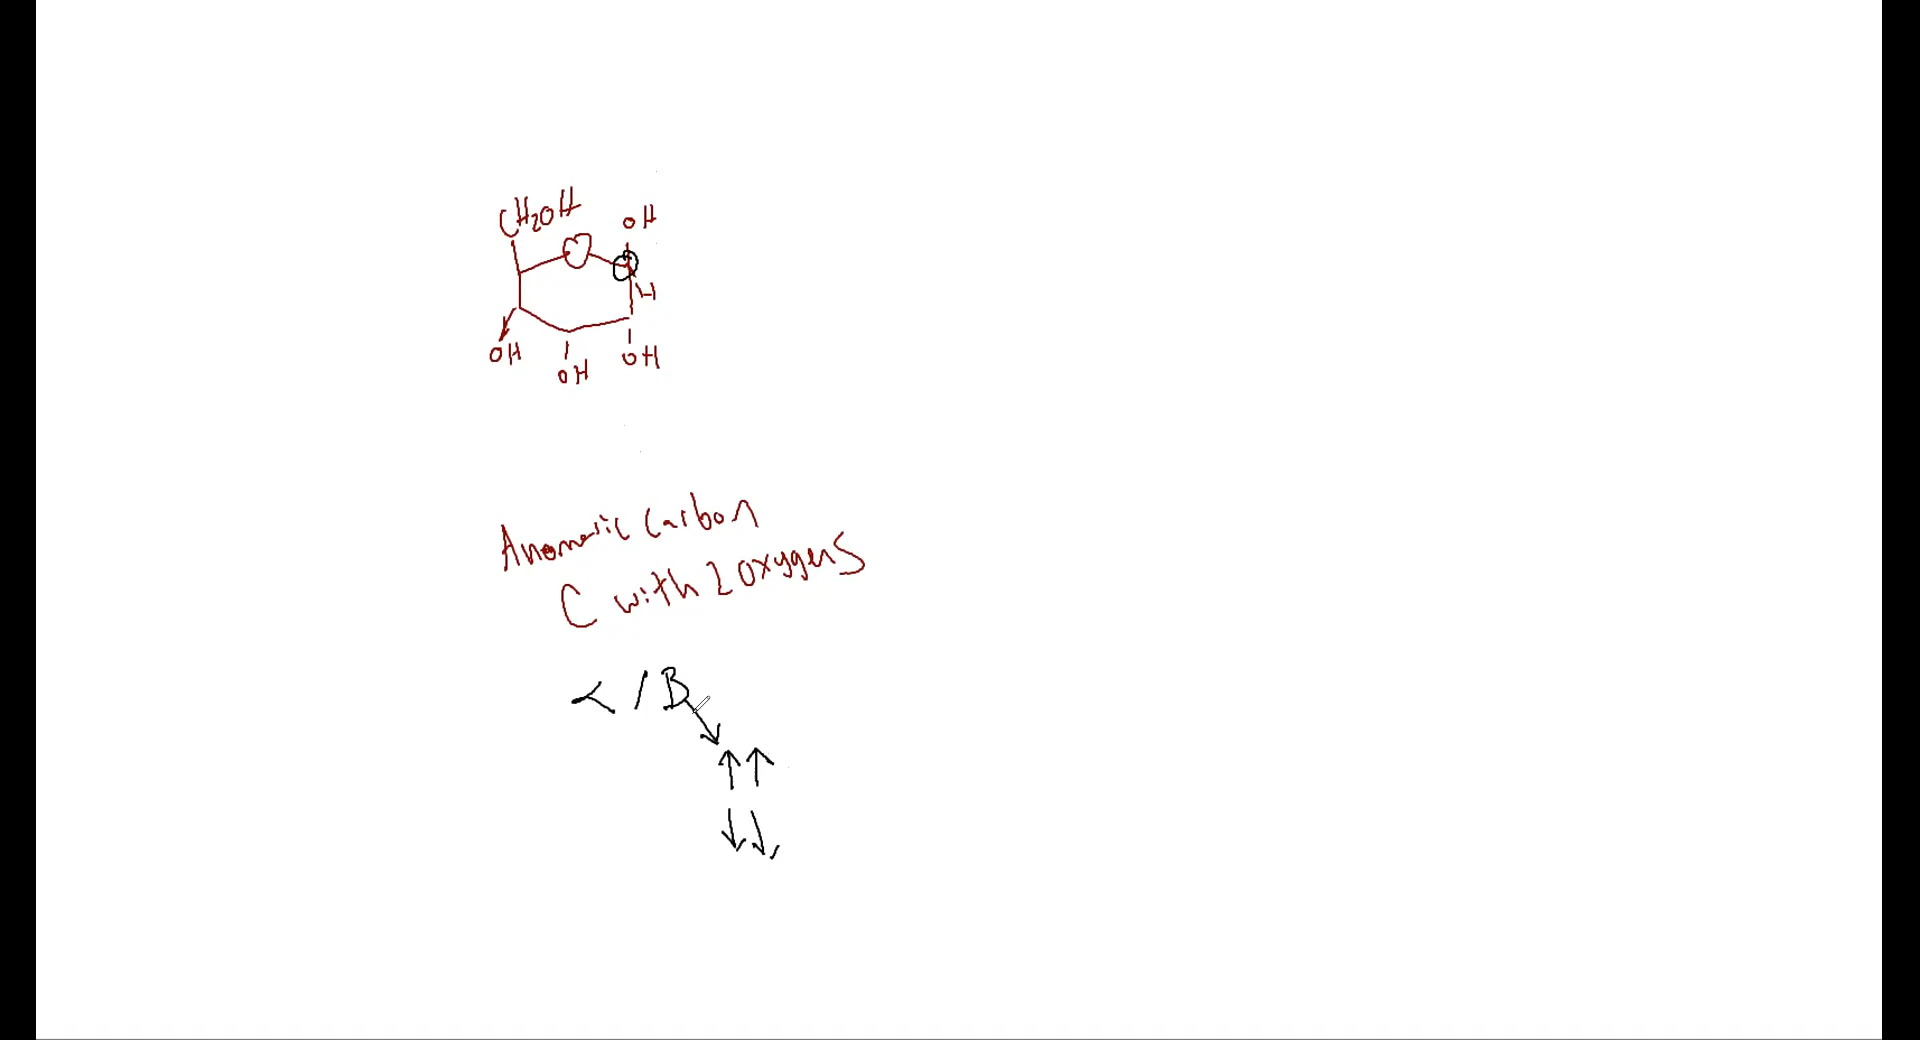 CH2OH
OH
O
H
OH
OH
OH
Anomeric Carbon
C with 2 oxygens
α / B
↑ ↑
↓ ↓